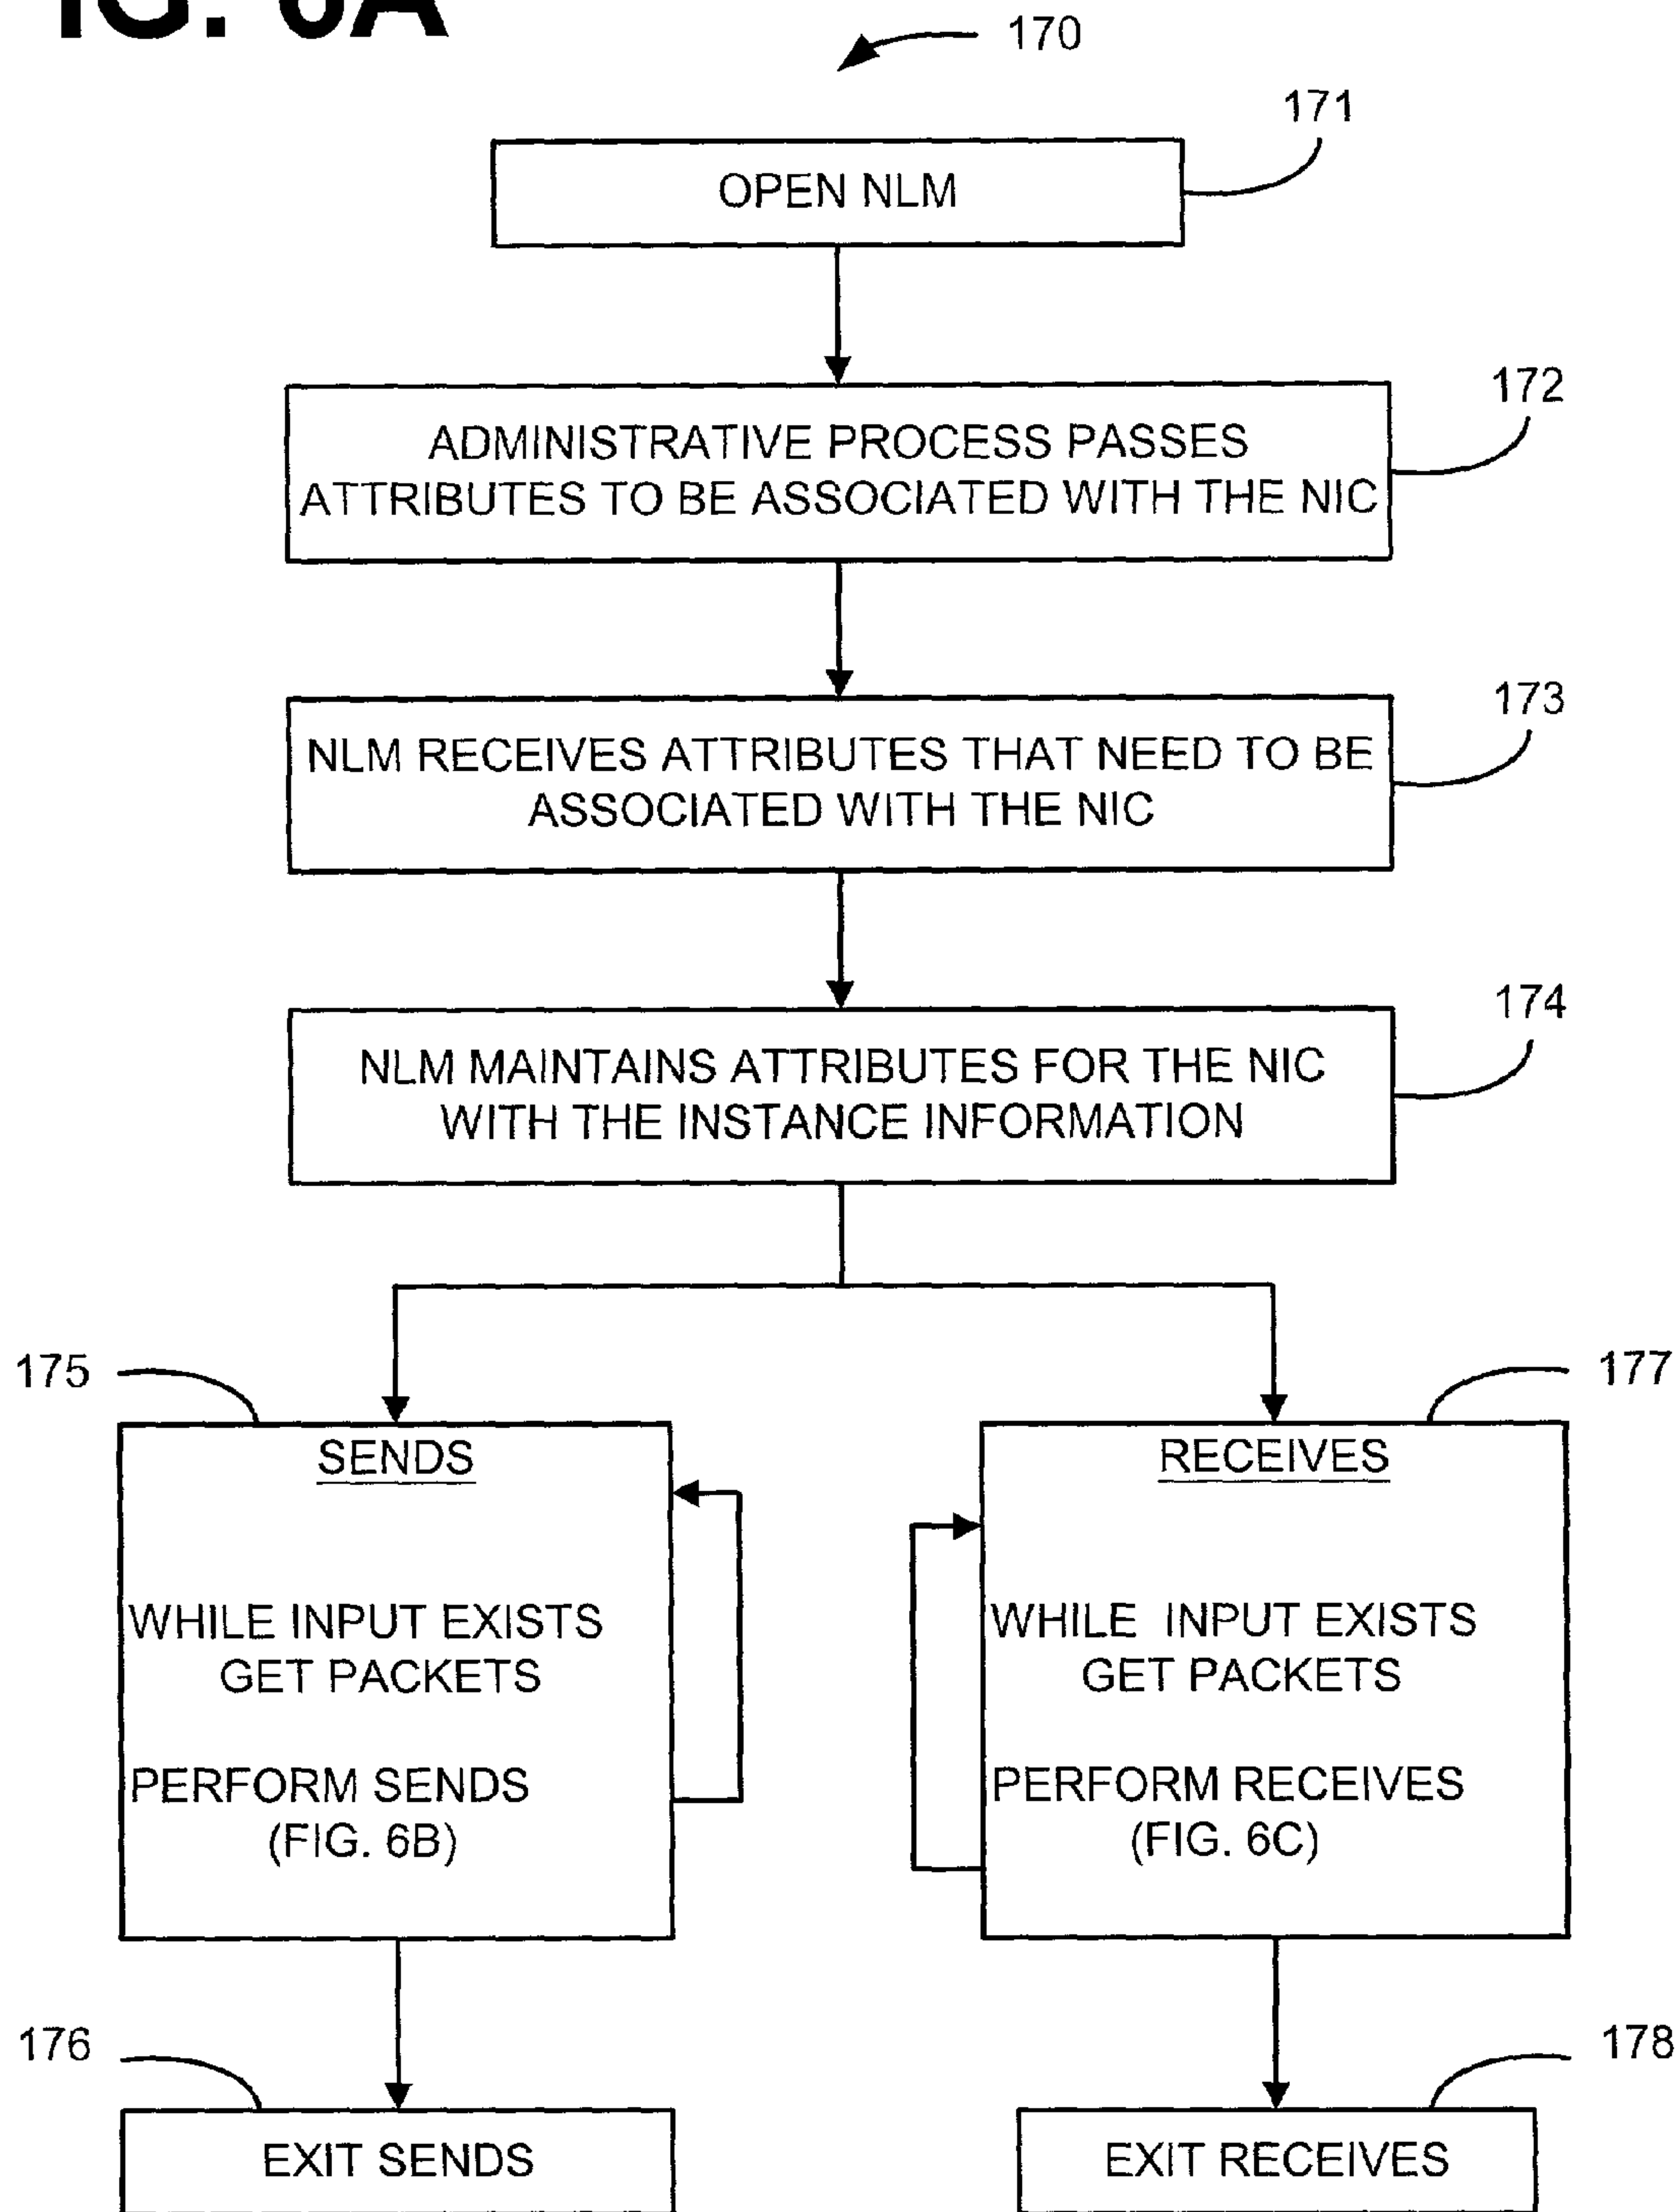 FIG. 6A
170
171
OPEN NLM
172
ADMINISTRATIVE PROCESS PASSES
ATTRIBUTES TO BE ASSOCIATED WITH THE NIC
173
NLM RECEIVES ATTRIBUTES THAT NEED TO BE
ASSOCIATED WITH THE NIC
174
NLM MAINTAINS ATTRIBUTES FOR THE NIC
WITH THE INSTANCE INFORMATION
175
SENDS
WHILE INPUT EXISTS
GET PACKETS
PERFORM SENDS
(FIG. 6B)
177
RECEIVES
WHILE INPUT EXISTS
GET PACKETS
PERFORM RECEIVES
(FIG. 6C)
176
EXIT SENDS
178
EXIT RECEIVES